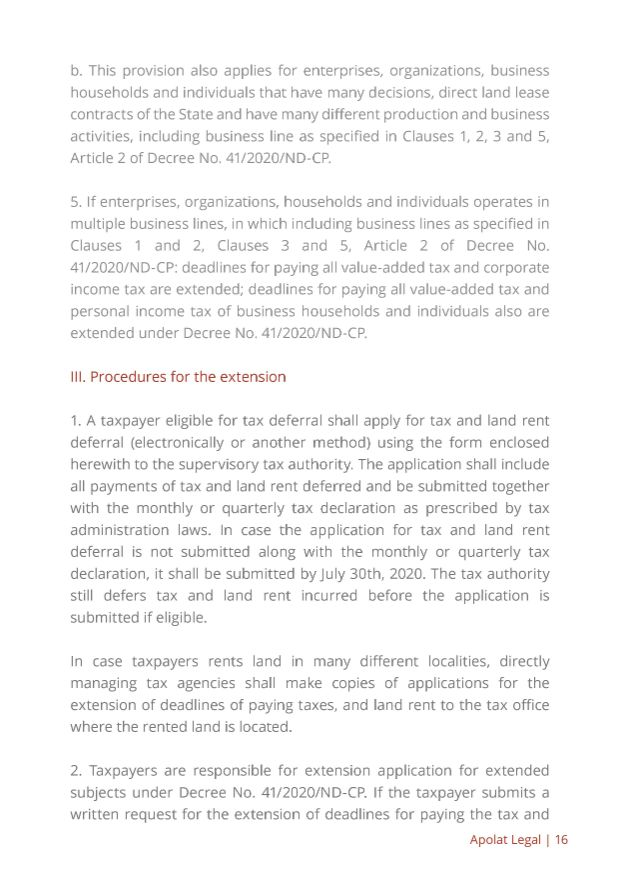 b. This provision also applies for enterprises, organizations, business
households and individuals that have many decisions, direct land lease
contracts of the State and have many different production and business
activities, including business line as specified in Clauses 1, 2, 3 and 5,
Article 2 of Decree No. 41/2020/ND-CP.
5. If enterprises, organizations, households and individuals operates in
multiple business lines, in which including business lines as specified in
Clauses 1 and 2, Clauses 3 and 5, Article 2 of Decree No.
41/2020/ND-CP: deadlines for paying all value-added tax and corporate
income tax are extended; deadlines for paying all value-added tax and
personal income tax of business households and individuals also are
extended under Decree No. 41/2020/ND-CP.
III. Procedures for the extension
1. A taxpayer eligible for tax deferral shall apply for tax and land rent
deferral (electronically or another method) using the form enclosed
herewith to the supervisory tax authority. The application shall include
all payments of tax and land rent deferred and be submitted together
with the monthly or quarterly tax declaration as prescribed by tax
administration laws. In case the application for tax and land rent
deferral is not submitted along with the monthly or quarterly tax
declaration, it shall be submitted by July 30th, 2020. The tax authority
still defers tax and land rent incurred before the application is
submitted if eligible.
In case taxpayers rents land in many different localities, directly
managing tax agencies shall make copies of applications for the
extension of deadlines of paying taxes, and land rent to the tax office
where the rented land is located.
2. Taxpayers are responsible for extension application for extended
subjects under Decree No. 41/2020/ND-CP. If the taxpayer submits a
written request for the extension of deadlines for paying the tax and
Apolat Legal | 16